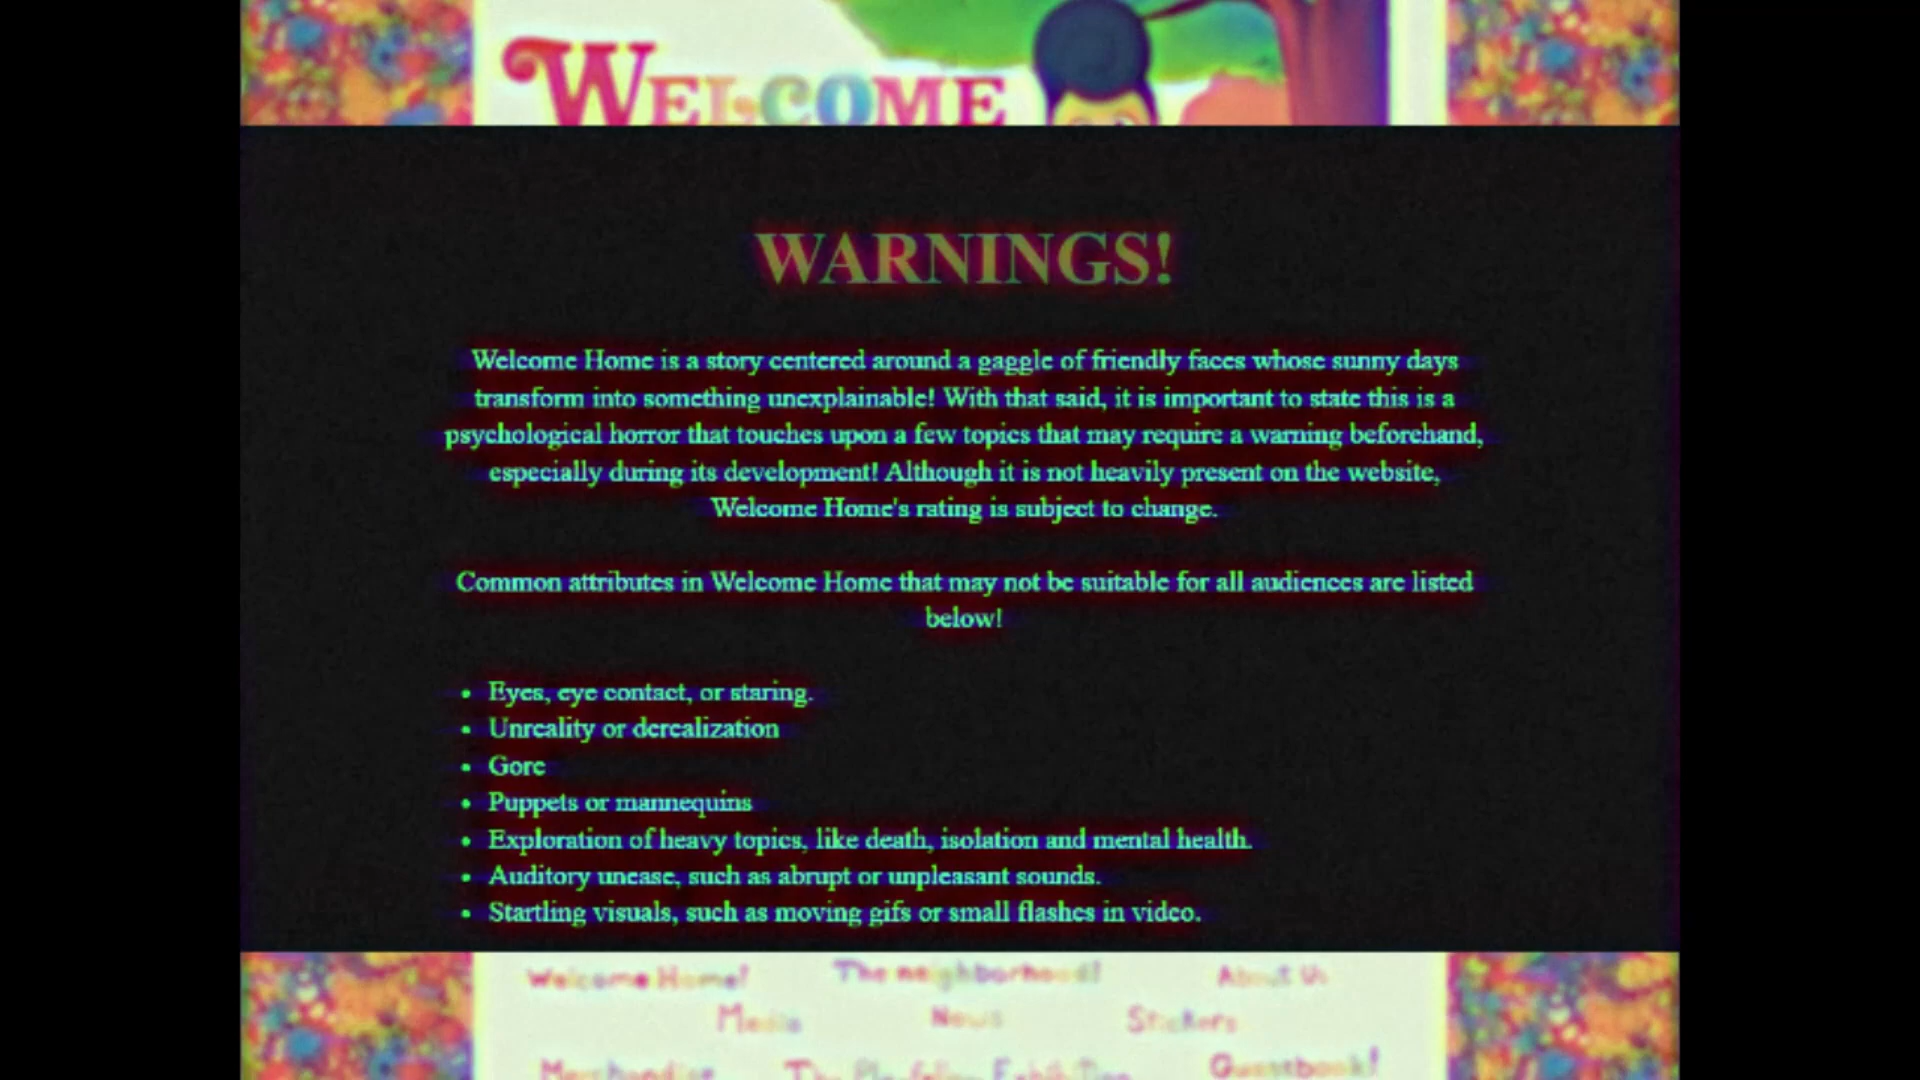 WELCOME
WARNINGS!
Welcome Home is a story centered around a gaggle of friendly faces whose sunny days
transform into something unexplainable! With that said, it is important to state this is a
psychological horror that touches upon a few topics that may require a warning beforehand,
especially during its development! Although it is not heavily present on the website,
Welcome Home's rating is subject to change.
Common attributes in Welcome Home that may not be suitable for all audiences are listed
below!
• Eyes, eye contact, or staring.
• Unreality or derealization
• Gore
• Puppets or mannequins
• Exploration of heavy topics, like death, isolation and mental health.
• Auditory unease, such as abrupt or unpleasant sounds.
• Startling visuals, such as moving gifs or small flashes in video.
Welcome Home! The neighborhood! About Us
Media News Stickers
Merchandise The Playfellow Exhibition Guestbook!